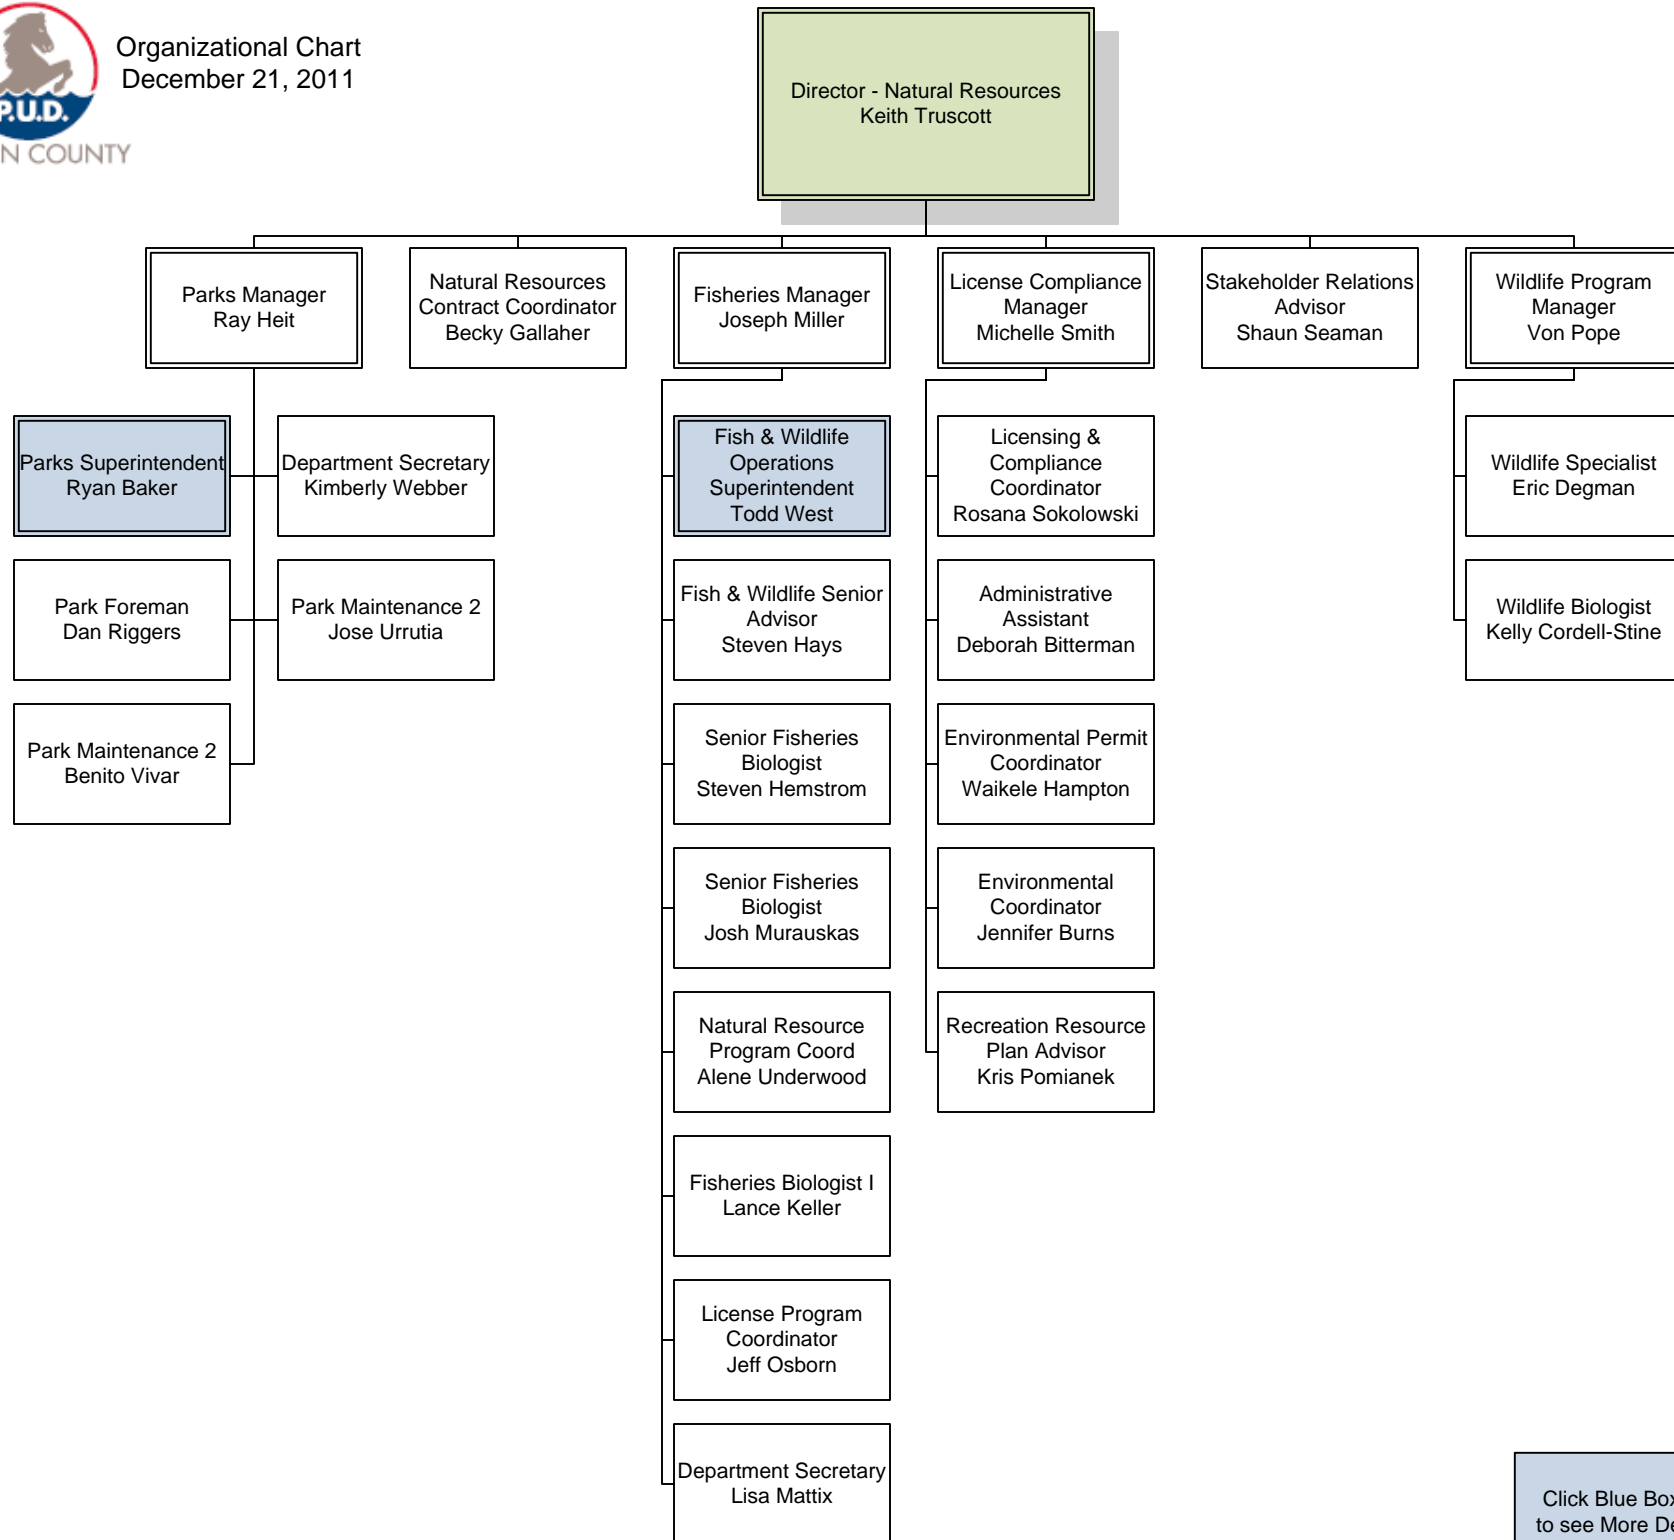 Organizational Chart
December 21, 2011
P.U.D.
N COUNTY
Director - Natural Resources
Keith Truscott
Parks Manager
Ray Heit
Natural Resources
Contract Coordinator
Becky Gallaher
Fisheries Manager
Joseph Miller
License Compliance
Manager
Michelle Smith
Stakeholder Relations
Advisor
Shaun Seaman
Wildlife Program
Manager
Von Pope
Parks Superintendent
Ryan Baker
Department Secretary
Kimberly Webber
Park Foreman
Dan Riggers
Park Maintenance 2
Jose Urrutia
Park Maintenance 2
Benito Vivar
Fish & Wildlife
Operations
Superintendent
Todd West
Fish & Wildlife Senior
Advisor
Steven Hays
Senior Fisheries
Biologist
Steven Hemstrom
Senior Fisheries
Biologist
Josh Murauskas
Natural Resource
Program Coord
Alene Underwood
Fisheries Biologist I
Lance Keller
License Program
Coordinator
Jeff Osborn
Department Secretary
Lisa Mattix
Licensing &
Compliance
Coordinator
Rosana Sokolowski
Administrative
Assistant
Deborah Bitterman
Environmental Permit
Coordinator
Waikele Hampton
Environmental
Coordinator
Jennifer Burns
Recreation Resource
Plan Advisor
Kris Pomianek
Wildlife Specialist
Eric Degman
Wildlife Biologist
Kelly Cordell-Stine
Click Blue Box
to see More De